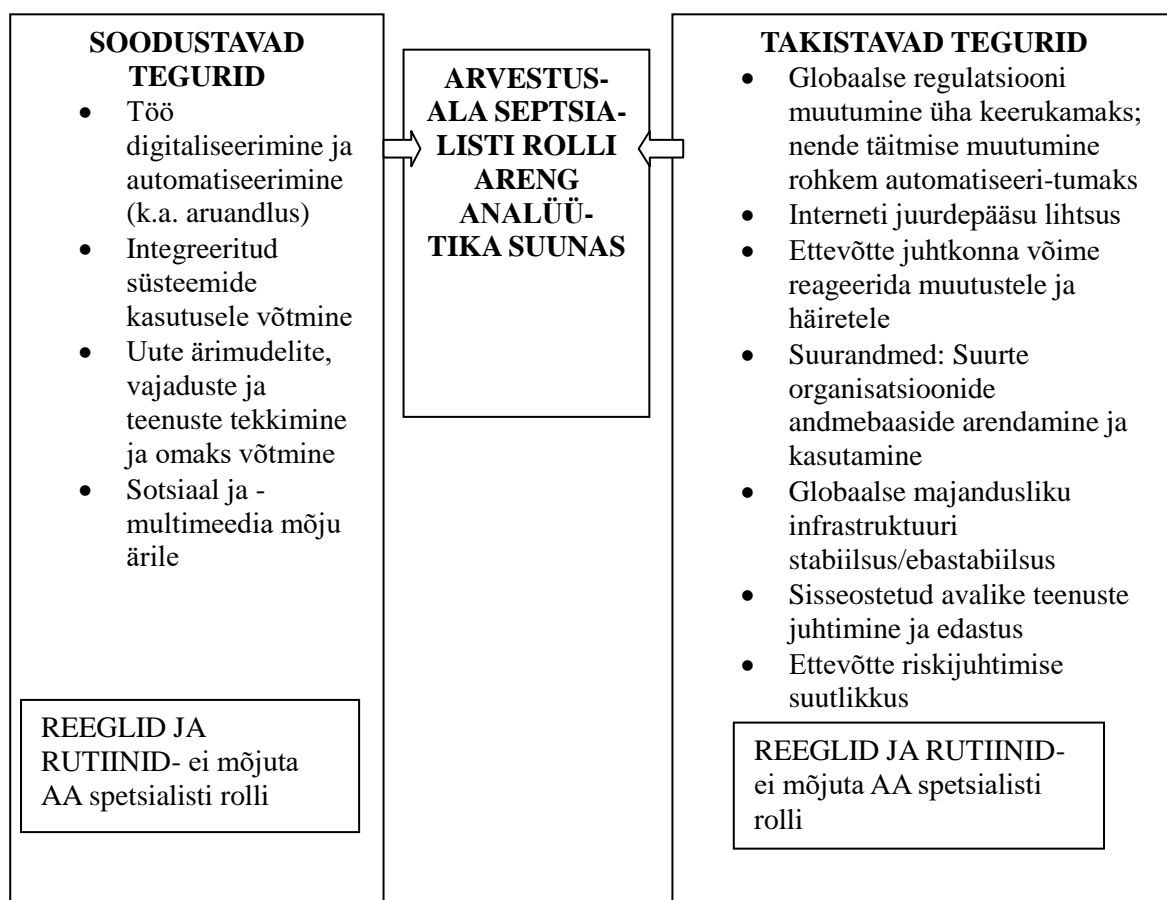 SOODUSTAVAD
TEGURID
• Töö
digitaliseerimine ja
automatiseerimine
(k.a. aruandlus)
• Integreeritud
süsteemide
kasutusele võtmine
• Uute ärimudelite,
vajaduste ja
teenuste tekkimine
ja omaks võtmine
• Sotsiaal ja -
multimeedia mõju
ärile
REEGLID JA
RUTIINID- ei mõjuta
AA spetsialisti rolli
ARVESTUS-
ALA SEPTSIA-
LISTI ROLLI
ARENG
ANALÜÜ-
TIKA SUUNAS
TAKISTAVAD TEGURID
• Globaalse regulatsiooni
muutumine üha keerukamaks;
nende täitmise muutumine
rohkem automatiseeri-tumaks
• Interneti juurdepääsu lihtsus
• Ettevõtte juhtkonna võime
reageerida muutustele ja
häiretele
• Suurandmed: Suurte
organisatsioonide
andmebaaside arendamine ja
kasutamine
• Globaalse majandusliku
infrastruktuuri
stabiilsus/ebastabiilsus
• Sisseostetud avalike teenuste
juhtimine ja edastus
• Ettevõtte riskijuhtimise
suutlikkus
REEGLID JA RUTIINID-
ei mõjuta AA spetsialisti
rolli